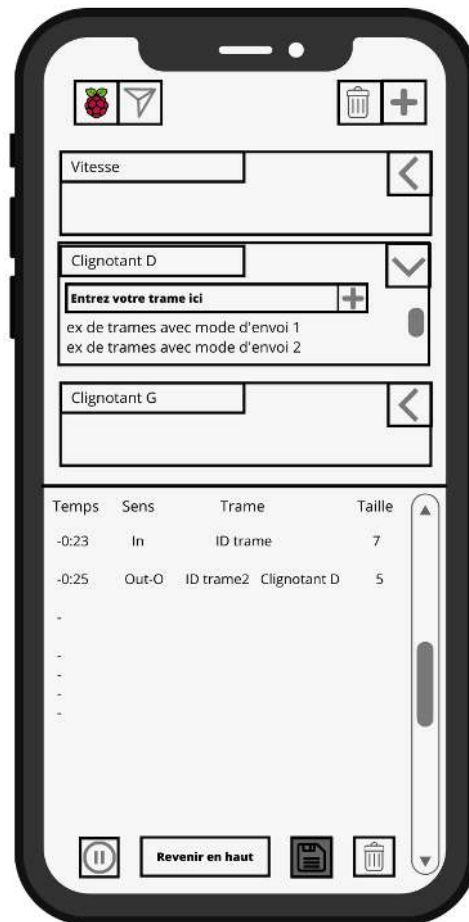 Vitesse
Clignotant D
Entrez votre trame ici
ex de trames avec mode d'envoi 1
ex de trames avec mode d'envoi 2
Clignotant G
Temps Sens Trame Taille
-0:23 In ID trame 7
-0:25 Out-O ID trame2 Clignotant D 5
-
-
-
-
-
Revenir en haut